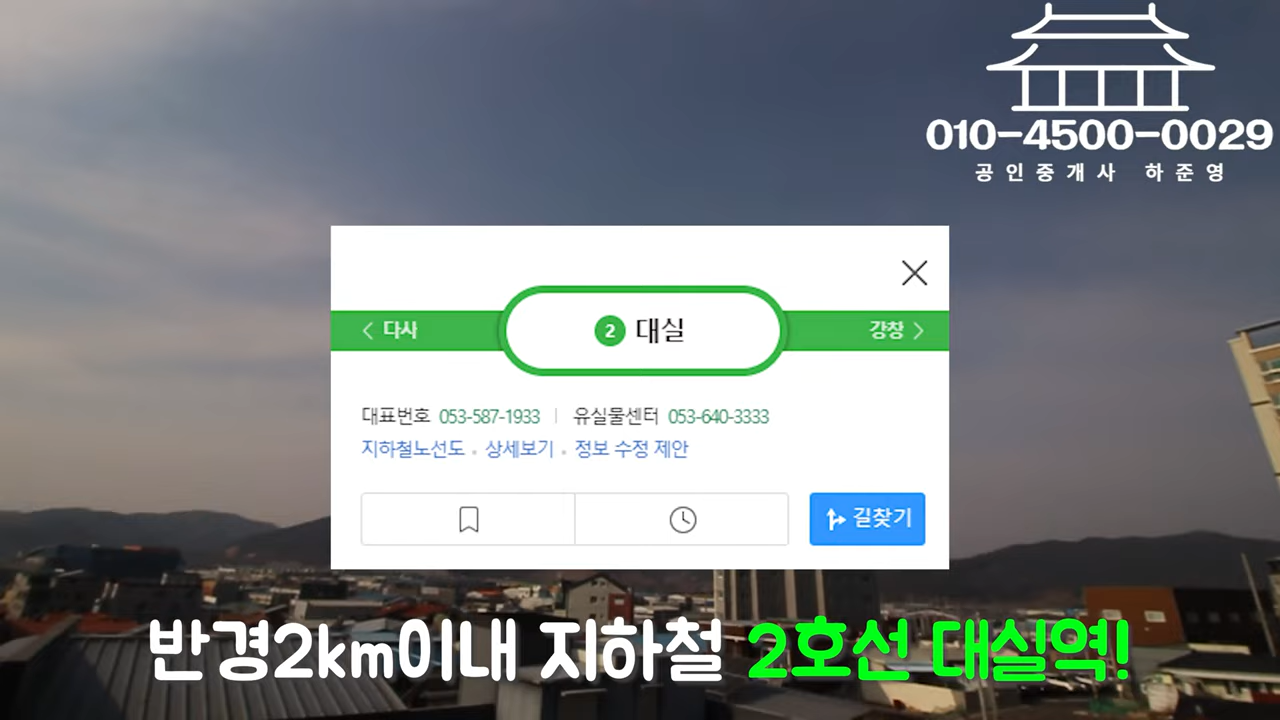 010-4500-0029
공인중개사 하준영
다사
2 대실
강창
대표번호 053-587-1933 유실물센터 053-640-3333
지하철노선도 상세보기 정보 수정 제안
길찾기
반경2km이내 지하철 2호선 대실역!